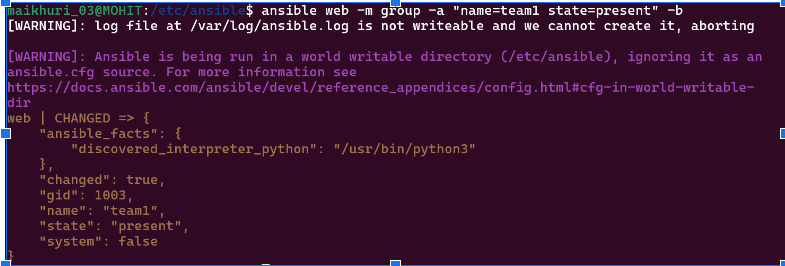 maikhuri_03@MOHIT:/etc/ansible$ ansible web -m group -a "name=team1 state=present" -b
[WARNING]: log file at /var/log/ansible.log is not writeable and we cannot create it, aborting
[WARNING]: Ansible is being run in a world writable directory (/etc/ansible), ignoring it as an
ansible.cfg source. For more information see
https://docs.ansible.com/ansible/devel/reference_appendices/config.html#cfg-in-world-writable-
dir
web | CHANGED => {
    "ansible_facts": {
        "discovered_interpreter_python": "/usr/bin/python3"
    },
    "changed": true,
    "gid": 1003,
    "name": "team1",
    "state": "present",
    "system": false
}